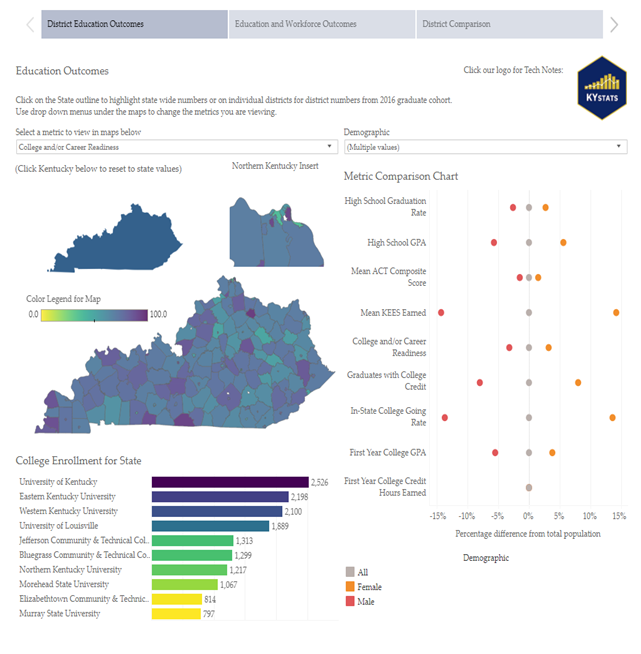 District Education Outcomes
Education and Workforce Outcomes
District Comparison
Education Outcomes
Click our logo for Tech Notes:
KYSTATS
Click on the State outline to highlight state wide numbers or on individual districts for district numbers from 2016 graduate cohort.
Use drop down menus under the maps to change the metrics you are viewing.
Select a metric to view in maps below
College and/or Career Readiness
Demographic
(Multiple values)
(Click Kentucky below to reset to state values)
Northern Kentucky Insert
Color Legend for Map
0.0
100.0
Metric Comparison Chart
High School Graduation
Rate
High School GPA
Mean ACT Composite
Score
Mean KEES Earned
College and/or Career
Readiness
Graduates with College
Credit
In-State College Going
Rate
First Year College GPA
First Year College Credit
Hours Earned
-15% -10% -5% 0% 5% 10% 15%
Percentage difference from total population
Demographic
All
Female
Male
College Enrollment for State
University of Kentucky 2,526
Eastern Kentucky University 2,198
Western Kentucky University 2,100
University of Louisville 1,889
Jefferson Community & Technical Col.. 1,313
Bluegrass Community & Technical Co.. 1,299
Northern Kentucky University 1,217
Morehead State University 1,067
Elizabethtown Community & Technic.. 814
Murray State University 797